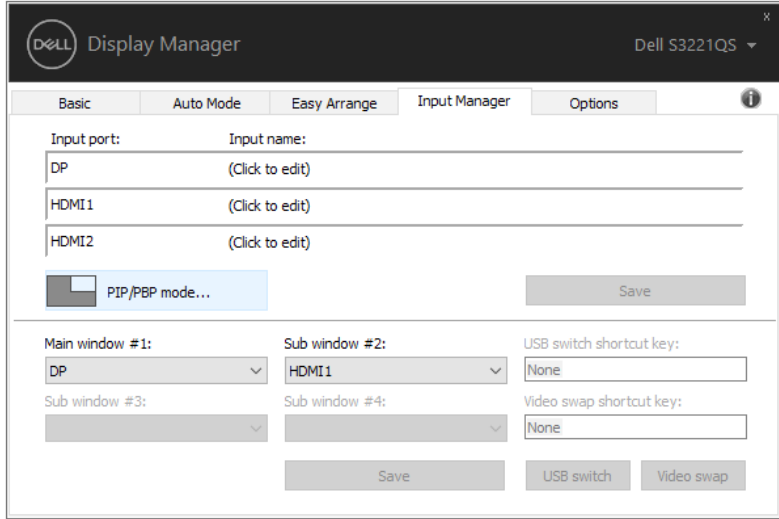 x
DELL Display Manager Dell S3221QS
Basic Auto Mode Easy Arrange Input Manager Options i
Input port: Input name:
DP (Click to edit)
HDMI1 (Click to edit)
HDMI2 (Click to edit)
PIP/PBP mode... Save
Main window #1: Sub window #2: USB switch shortcut key:
DP HDMI1 None
Sub window #3: Sub window #4: Video swap shortcut key:
None
Save USB switch Video swap